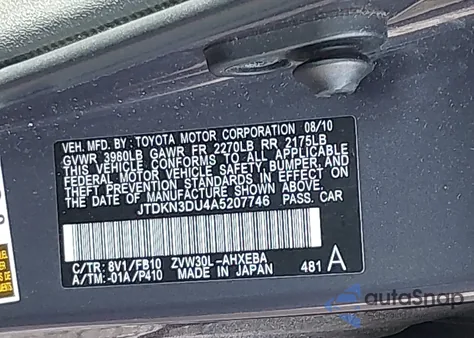 MFD. BY: TOYOTA MOTOR CORPORATION 08/10
GVWR 3980LB GAWR FR 2270LB RR 2175LB
THIS VEHICLE CONFORMS TO ALL APPLICABLE
FEDERAL MOTOR VEHICLE SAFETY, BUMPER, AND
THEFT PREVENTION STANDARDS IN EFFECT ON
THE DATE OF MANUFACTURE SHOWN ABOVE.
JTDKN3DU4A5207746 PASS. CAR
C/TR: 8V1/FB10 ZVW30L-AHXEBA
A/TM: -01A/P410 MADE IN JAPAN 481 A
autoSnap